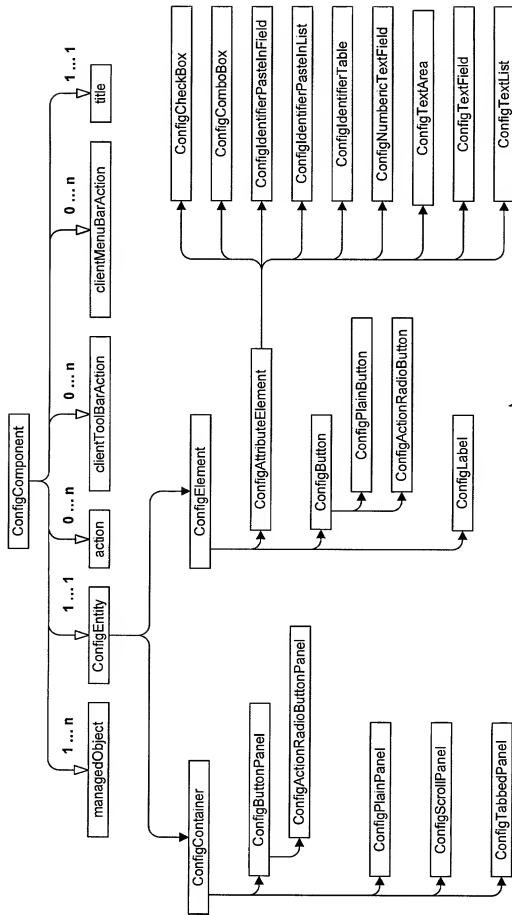 ConfigComponent
1 ... n
1 ... 1
0 ... n
0 ... n
0 ... n
1 ... 1
managedObject
ConfigEntity
action
clientToolBarAction
clientMenuBarAction
title
ConfigContainer
ConfigButtonPanel
ConfigActionRadioButtonPanel
ConfigPlainPanel
ConfigScrollPanel
ConfigTabbedPanel
ConfigElement
ConfigAttributeElement
ConfigButton
ConfigPlainButton
ConfigActionRadioButton
ConfigLabel
ConfigCheckBox
ConfigComboBox
ConfigIdentifierPasteInField
ConfigIdentifierPasteInList
ConfigIdentifierTable
ConfigNumbericTextField
ConfigTextArea
ConfigTextField
ConfigTextList